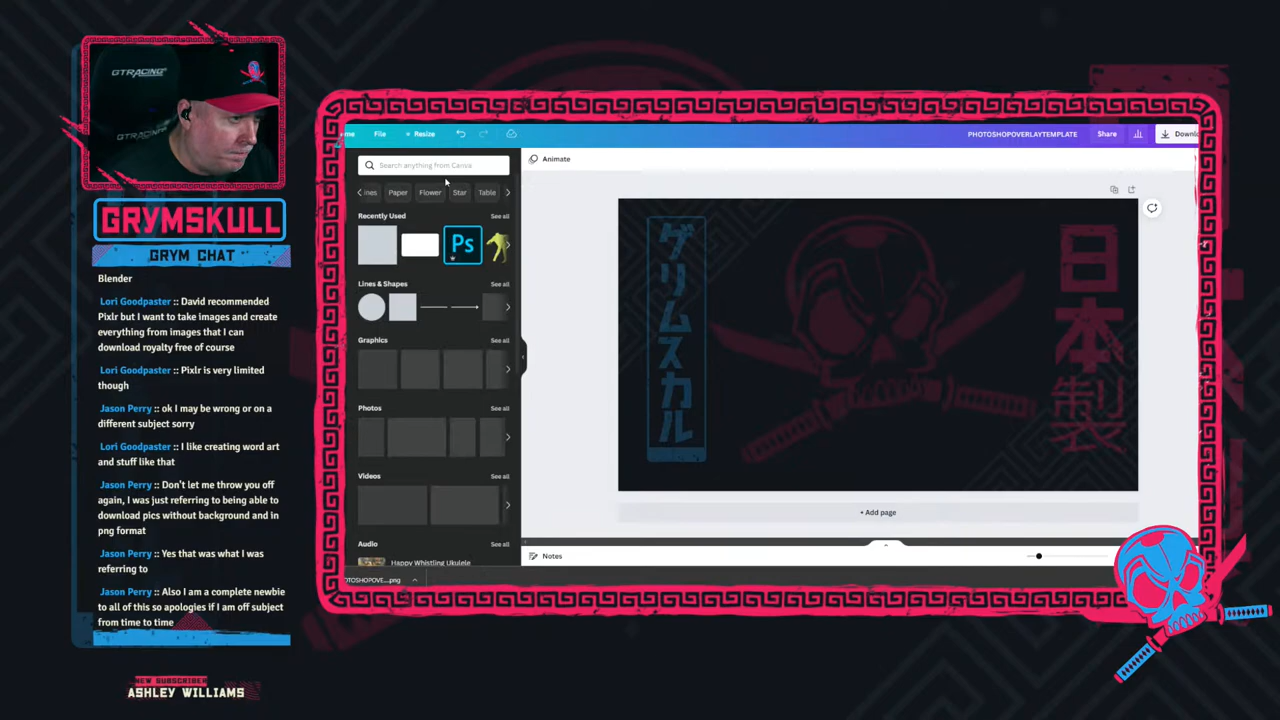 GTRACING
GTRACING
GRYMSKULL
GRYM CHAT
Blender
Lori Goodpaster :: David recommended
Pixlr but I want to take images and create
everything from images that I can
download royalty free of course
Lori Goodpaster :: Pixlr is very limited
though
Jason Perry :: ok I may be wrong or on a
different subject sorry
Lori Goodpaster :: I like creating word art
and stuff like that
Jason Perry :: Don't let me throw you off
again, I was just referring to being able to
download pics without background and in
png format
Jason Perry :: Yes that was what I was
referring to
Jason Perry :: Also I am a complete newbie
to all of this so apologies if I am off subject
from time to time
NEW SUBSCRIBER
ASHLEY WILLIAMS
ome File Resize PHOTOSHOPOVERLAYTEMPLATE Share Downlo
Search anything from Canva
Animate
ines Paper Flower Star Table
Recently Used See all
Ps
Lines & Shapes See all
Graphics See all
Photos See all
Videos See all
Audio See all
Happy Whistling Ukulele
グリムスカル
日本製
+ Add page
Notes
OTOSHOPOVE...png